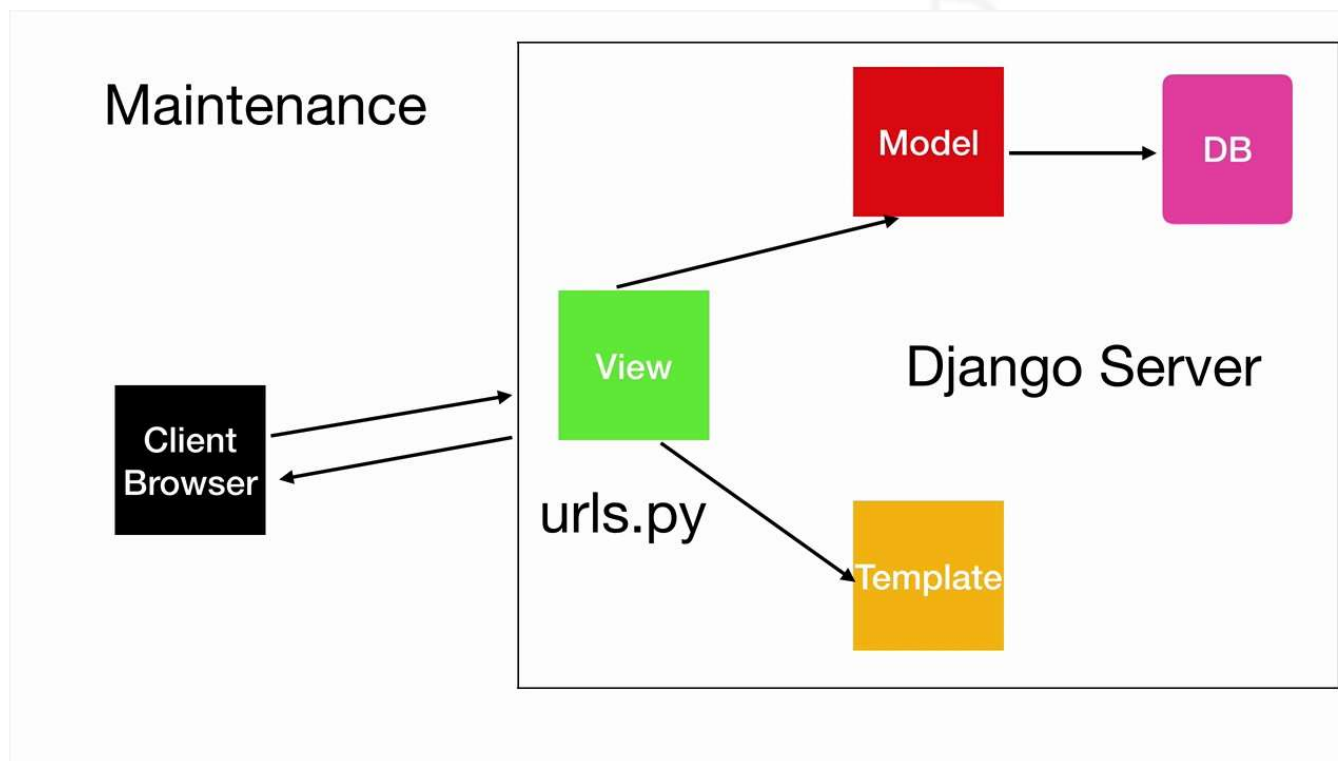 Maintenance
Model
DB
View
Django Server
Client
Browser
urls.py
Template